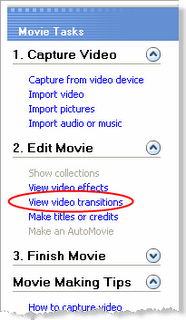 Movie Tasks
1. Capture Video
Capture from video device
Import video
Import pictures
Import audio or music
2. Edit Movie
Show collections
View video effects
View video transitions
Make titles or credits
Make an AutoMovie
3. Finish Movie
Movie Making Tips
How to capture video